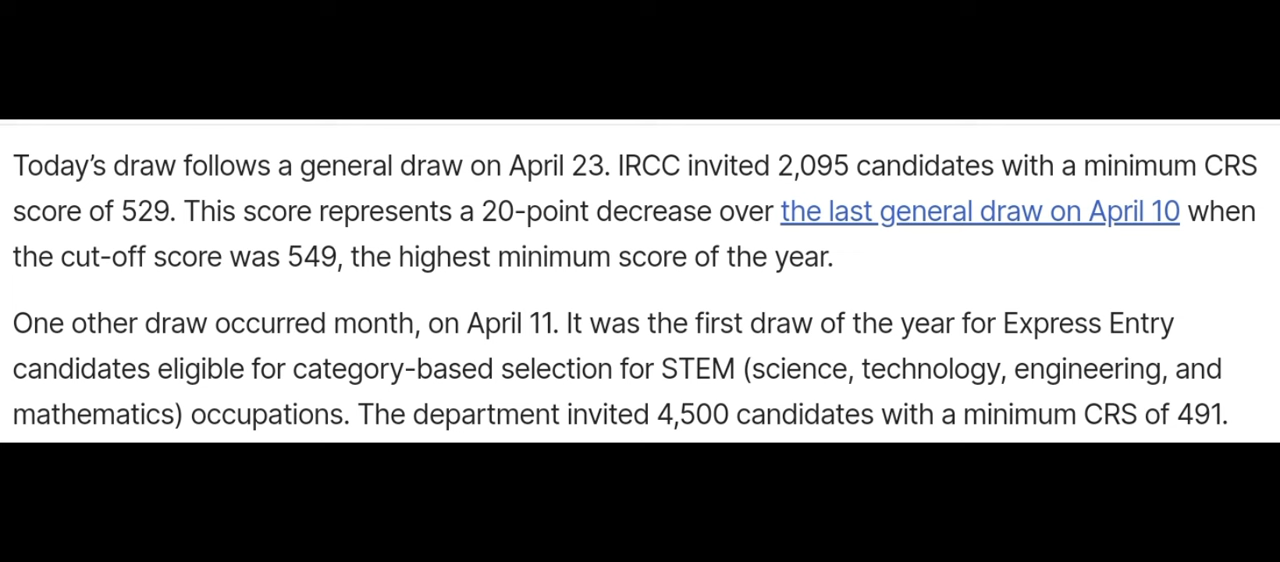 Today’s draw follows a general draw on April 23. IRCC invited 2,095 candidates with a minimum CRS
score of 529. This score represents a 20-point decrease over the last general draw on April 10 when
the cut-off score was 549, the highest minimum score of the year.
One other draw occurred month, on April 11. It was the first draw of the year for Express Entry
candidates eligible for category-based selection for STEM (science, technology, engineering, and
mathematics) occupations. The department invited 4,500 candidates with a minimum CRS of 491.